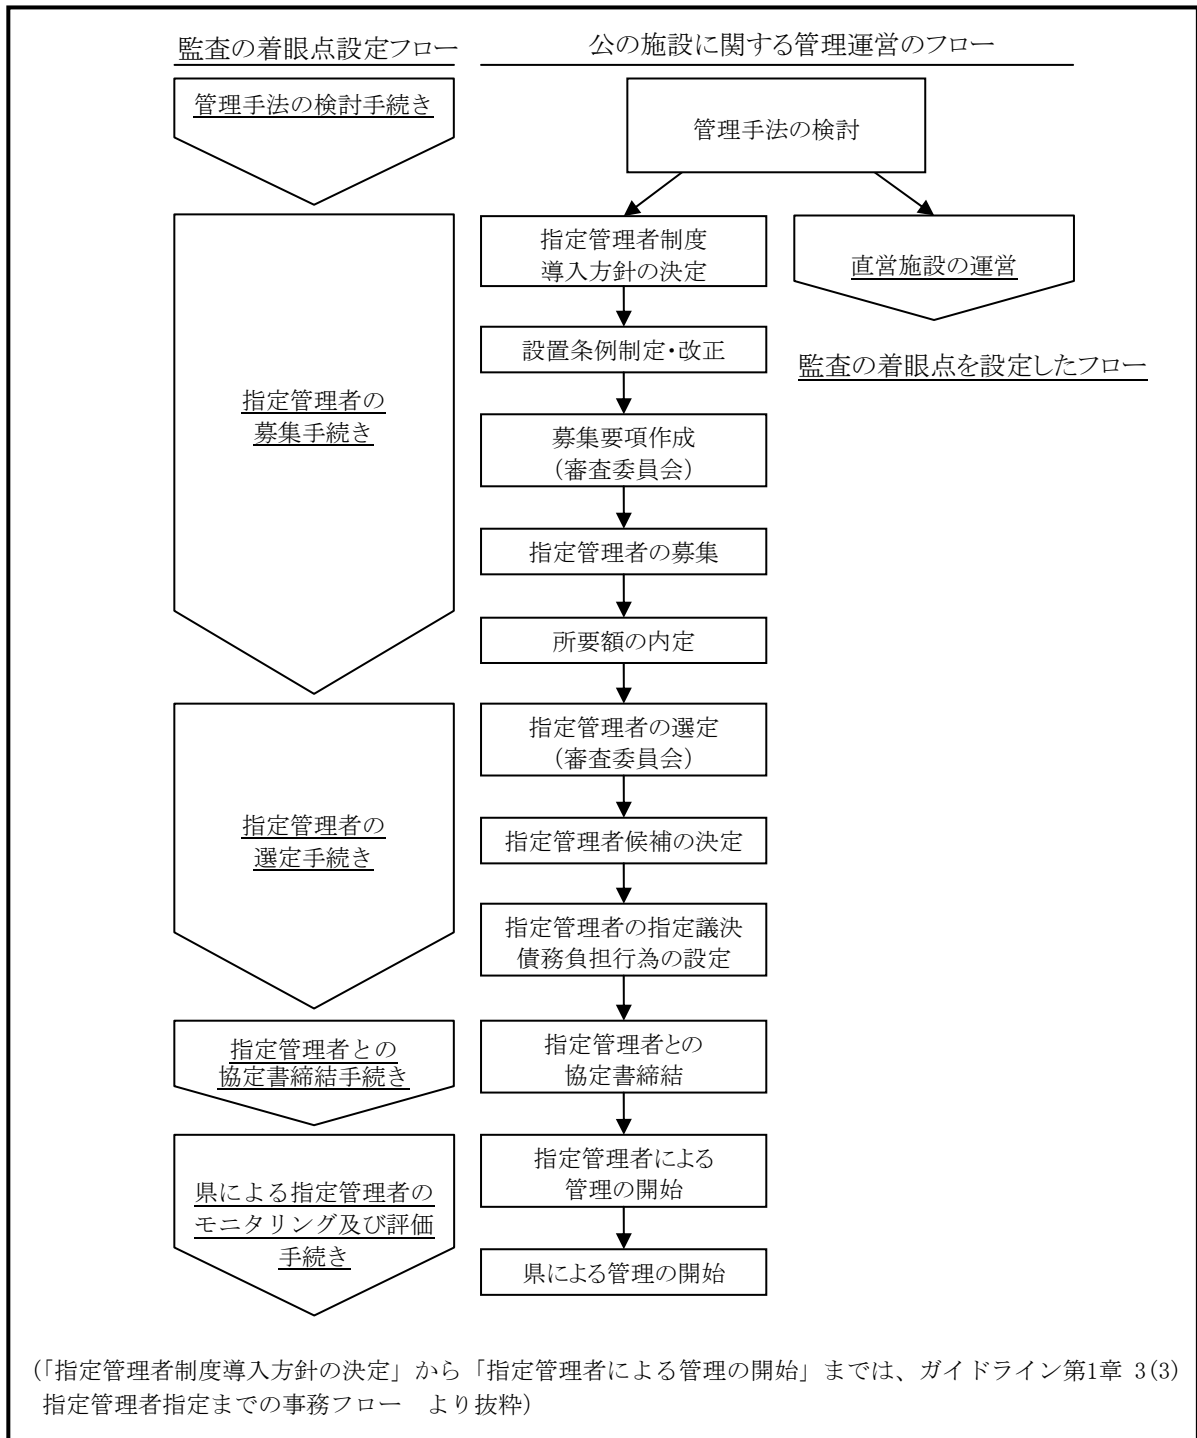 監査の着眼点設定フロー
公の施設に関する管理運営のフロー
管理手法の検討手続き
管理手法の検討
指定管理者制度
導入方針の決定
直営施設の運営
設置条例制定・改正
監査の着眼点を設定したフロー
指定管理者の
募集手続き
募集要項作成
(審査委員会)
指定管理者の募集
所要額の内定
指定管理者の選定
(審査委員会)
指定管理者の
選定手続き
指定管理者候補の決定
指定管理者の指定議決
債務負担行為の設定
指定管理者との
協定書締結手続き
指定管理者との
協定書締結
指定管理者による
管理の開始
県による指定管理者の
モニタリング及び評価
手続き
県による管理の開始
(「指定管理者制度導入方針の決定」から「指定管理者による管理の開始」までは、ガイドライン第1章 3(3)
指定管理者指定までの事務フロー　より抜粋)